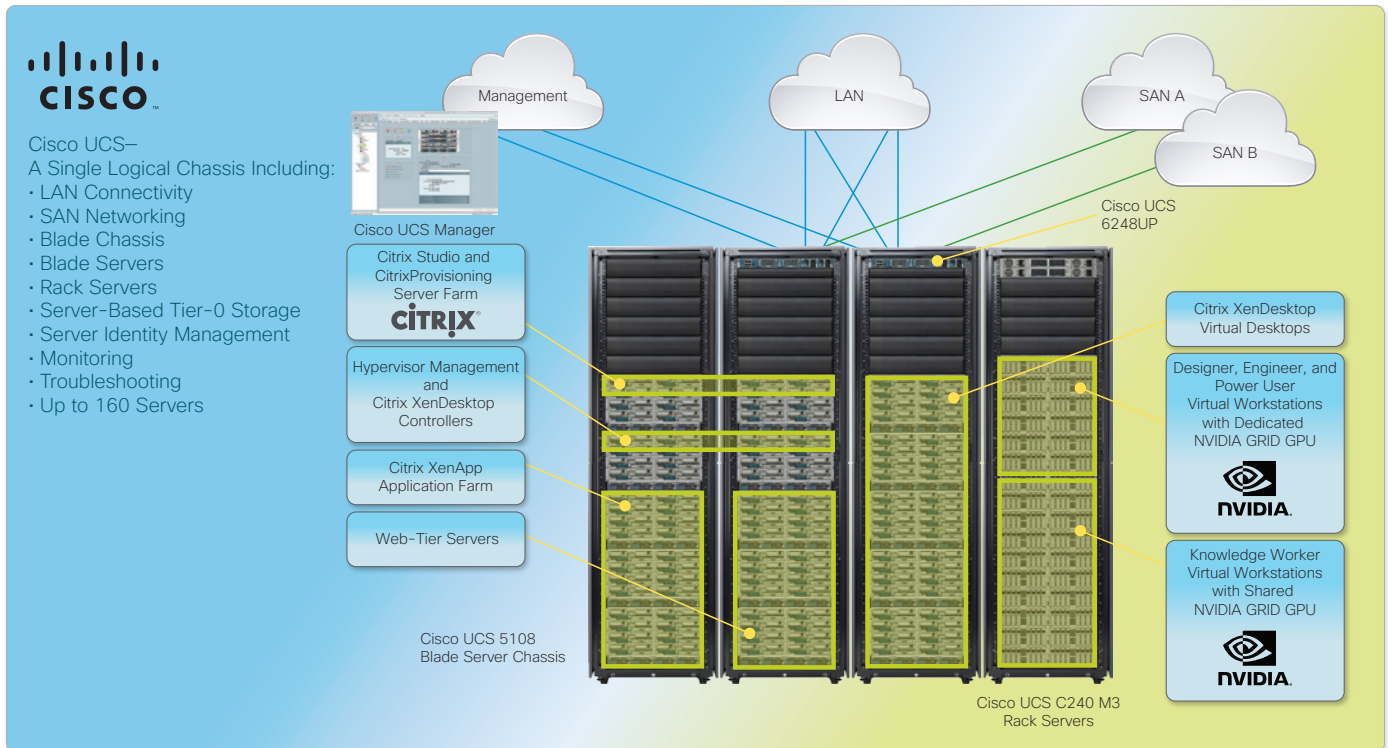 CISCO™
Cisco UCS—
A Single Logical Chassis Including:
· LAN Connectivity
· SAN Networking
· Blade Chassis
· Blade Servers
· Rack Servers
· Server-Based Tier-0 Storage
· Server Identity Management
· Monitoring
· Troubleshooting
· Up to 160 Servers
Management
LAN
SAN A
SAN B
Cisco UCS Manager
Cisco UCS
6248UP
Citrix Studio and
CitrixProvisioning
Server Farm
CİTRIX®
Hypervisor Management
and
Citrix XenDesktop
Controllers
Citrix XenApp
Application Farm
Web-Tier Servers
Cisco UCS 5108
Blade Server Chassis
Citrix XenDesktop
Virtual Desktops
Designer, Engineer, and
Power User
Virtual Workstations
with Dedicated
NVIDIA GRID GPU
NVIDIA.
Knowledge Worker
Virtual Workstations
with Shared
NVIDIA GRID GPU
NVIDIA.
Cisco UCS C240 M3
Rack Servers